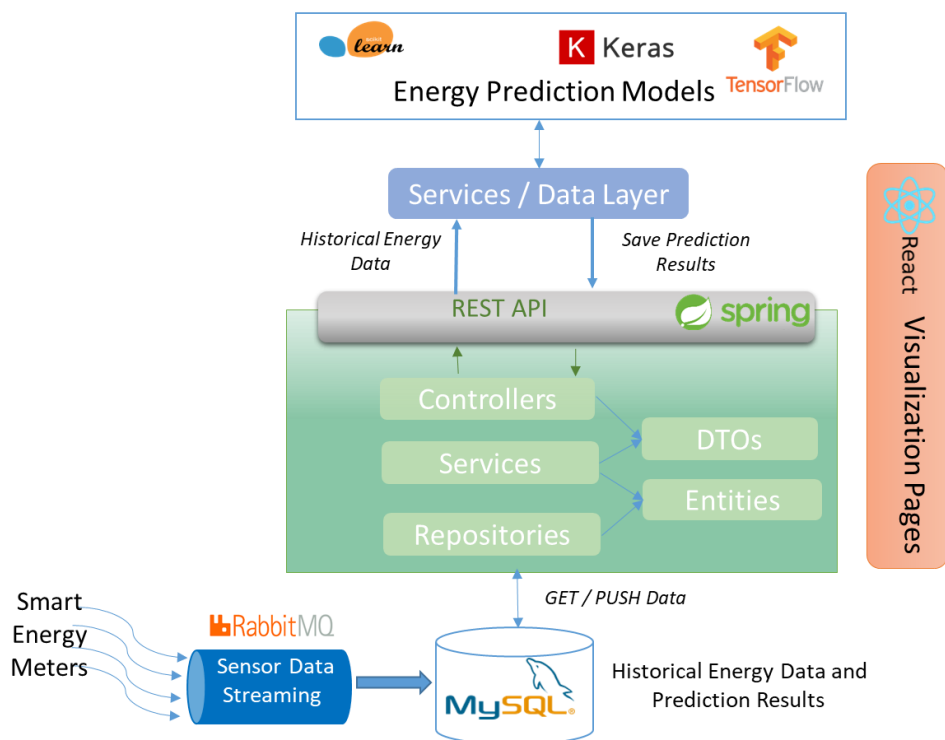 scikit
learn
K Keras
TensorFlow
Energy Prediction Models
Services / Data Layer
Historical Energy
Data
Save Prediction
Results
REST API
spring
Controllers
DTOs
Services
Entities
Repositories
React
Visualization Pages
GET / PUSH Data
Smart
Energy
Meters
RabbitMQ
Sensor Data
Streaming
MySQL®
Historical Energy Data and
Prediction Results